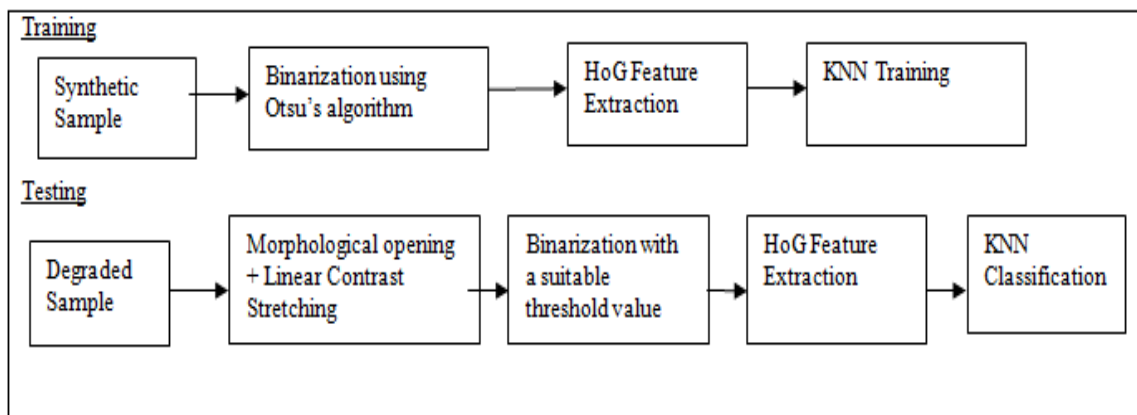 Training
Synthetic
Sample
Binarization using
Otsu's algorithm
HoG Feature
Extraction
KNN Training
Testing
Degraded
Sample
Morphological opening
+ Linear Contrast
Stretching
Binarization with
a suitable
threshold value
HoG Feature
Extraction
KNN
Classification